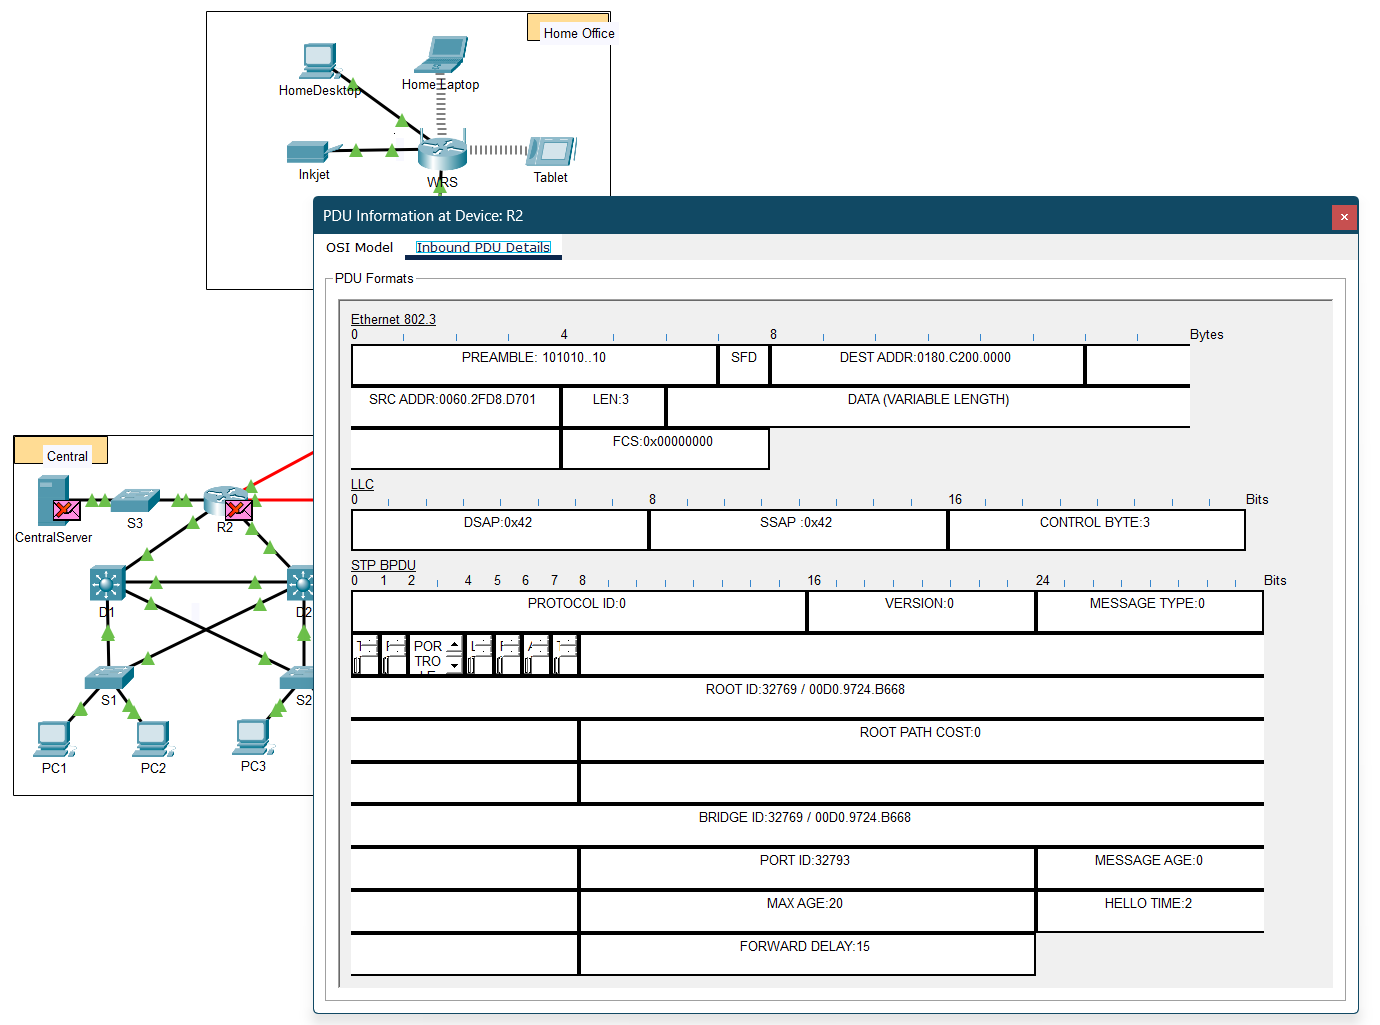 Home Office
HomeDesktop
Home Laptop
Inkjet
WRS
Tablet
PDU Information at Device: R2
OSI Model
Inbound PDU Details
PDU Formats
Ethernet 802.3
0 4 8 Bytes
PREAMBLE: 101010..10 SFD DEST ADDR:0180.C200.0000
SRC ADDR:0060.2FD8.D701 LEN:3 DATA (VARIABLE LENGTH)
FCS:0x00000000
LLC
0 8 16 Bits
DSAP:0x42 SSAP :0x42 CONTROL BYTE:3
STP BPDU
0 1 2 4 5 6 7 8 16 24 Bits
PROTOCOL ID:0 VERSION:0 MESSAGE TYPE:0
POR
TRO
ROOT ID:32769 / 00D0.9724.B668
ROOT PATH COST:0
BRIDGE ID:32769 / 00D0.9724.B668
PORT ID:32793 MESSAGE AGE:0
MAX AGE:20 HELLO TIME:2
FORWARD DELAY:15
Central
S3
R2
CentralServer
D1
D2
S1
S2
PC1
PC2
PC3